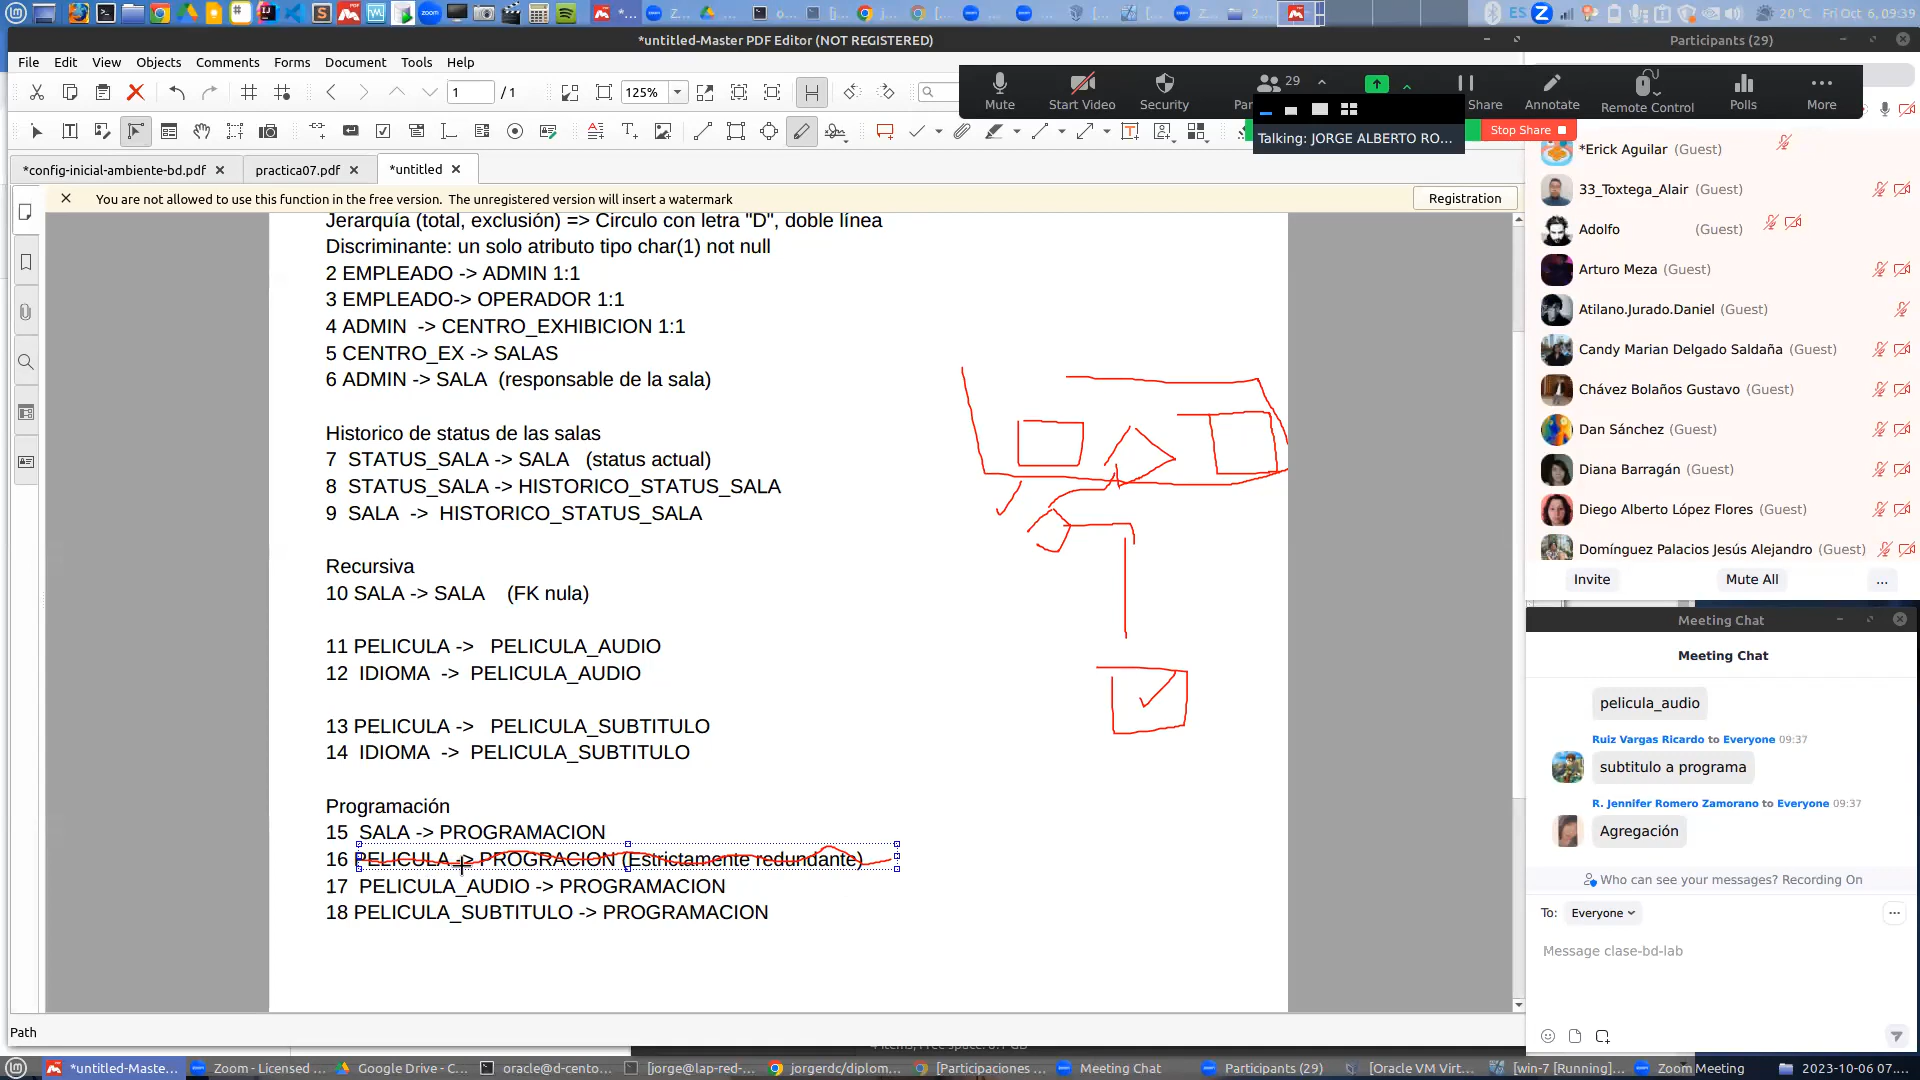 ES
20 °C
Fri Oct 6, 09:39
*untitled-Master PDF Editor (NOT REGISTERED)
Participants (29)
File Edit View Objects Comments Forms Document Tools Help
1 / 1
125%
Mute
Start Video
Security
29
Share
Annotate
Remote Control
Polls
More
Talking: JORGE ALBERTO RO...
Stop Share
*config-inicial-ambiente-bd.pdf
practica07.pdf
*untitled
You are not allowed to use this function in the free version. The unregistered version will insert a watermark
Registration
Jerarquía (total, exclusión) => Circulo con letra "D", doble línea
Discriminante: un solo atributo tipo char(1) not null
2 EMPLEADO -> ADMIN 1:1
3 EMPLEADO-> OPERADOR 1:1
4 ADMIN -> CENTRO_EXHIBICION 1:1
5 CENTRO_EX -> SALAS
6 ADMIN -> SALA (responsable de la sala)
Historico de status de las salas
7 STATUS_SALA -> SALA (status actual)
8 STATUS_SALA -> HISTORICO_STATUS_SALA
9 SALA -> HISTORICO_STATUS_SALA
Recursiva
10 SALA -> SALA (FK nula)
11 PELICULA -> PELICULA_AUDIO
12 IDIOMA -> PELICULA_AUDIO
13 PELICULA -> PELICULA_SUBTITULO
14 IDIOMA -> PELICULA_SUBTITULO
Programación
15 SALA -> PROGRAMACION
16 PELICULA -> PROGRACION (Estrictamente redundante)
17 PELICULA_AUDIO -> PROGRAMACION
18 PELICULA_SUBTITULO -> PROGRAMACION
Path
*Erick Aguilar (Guest)
33_Toxtega_Alair (Guest)
Adolfo (Guest)
Arturo Meza (Guest)
Atilano.Jurado.Daniel (Guest)
Candy Marian Delgado Saldaña (Guest)
Chávez Bolaños Gustavo (Guest)
Dan Sánchez (Guest)
Diana Barragán (Guest)
Diego Alberto López Flores (Guest)
Domínguez Palacios Jesús Alejandro (Guest)
Invite
Mute All
...
Meeting Chat
Meeting Chat
pelicula_audio
Ruiz Vargas Ricardo to Everyone 09:37
subtitulo a programa
R. Jennifer Romero Zamorano to Everyone 09:37
Agregación
Who can see your messages? Recording On
To: Everyone
Message clase-bd-lab
*untitled-Maste...
Zoom - Licensed ...
Google Drive - C...
oracle@d-cento...
[jorge@lap-red-...
jorgerdc/diplom...
[Participaciones ...
Meeting Chat
Participants (29)
[Oracle VM Virt...
[win-7 [Running]...
Zoom Meeting
2023-10-06 07....